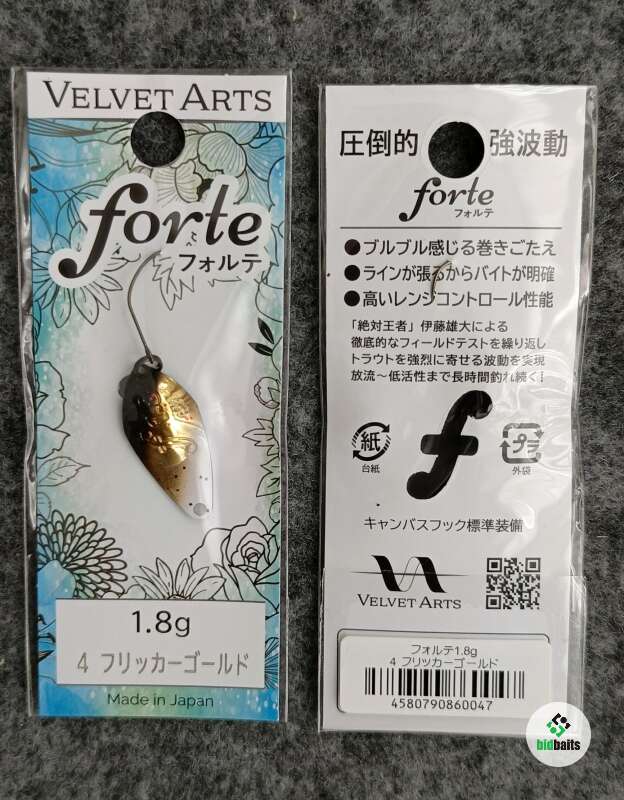 VELVET ARTS
forte
フォルテ
1.8g
4 フリッカーゴールド
Made in Japan
圧倒的 強波動
forte
フォルテ
●ブルブル感じる巻きごたえ
●ラインが張るからバイトが明確
●高いレンジコントロール性能
「絶対王者」伊藤雄大による
徹底的なフィールドテストを繰り返し
トラウトを強烈に寄せる波動を実現
放流～低活性まで長時間釣れ続く!
紙
台紙
プラ
外袋
f
キャンバスフック標準装備
VELVET ARTS
フォルテ1.8g
4 フリッカーゴールド
4580790860047
bidbaits